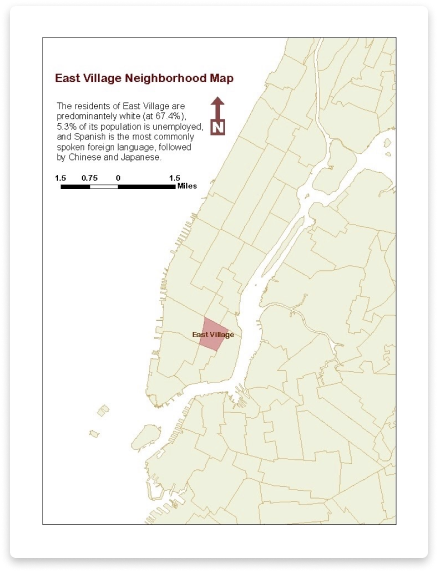 East Village Neighborhood Map
The residents of East Village are
predominantely white (at 67.4%),
5.3% of its population is unemployed,
and Spanish is the most commonly
spoken foreign language, followed
by Chinese and Japanese.
N
1.5 0.75 0 1.5
Miles
East Village